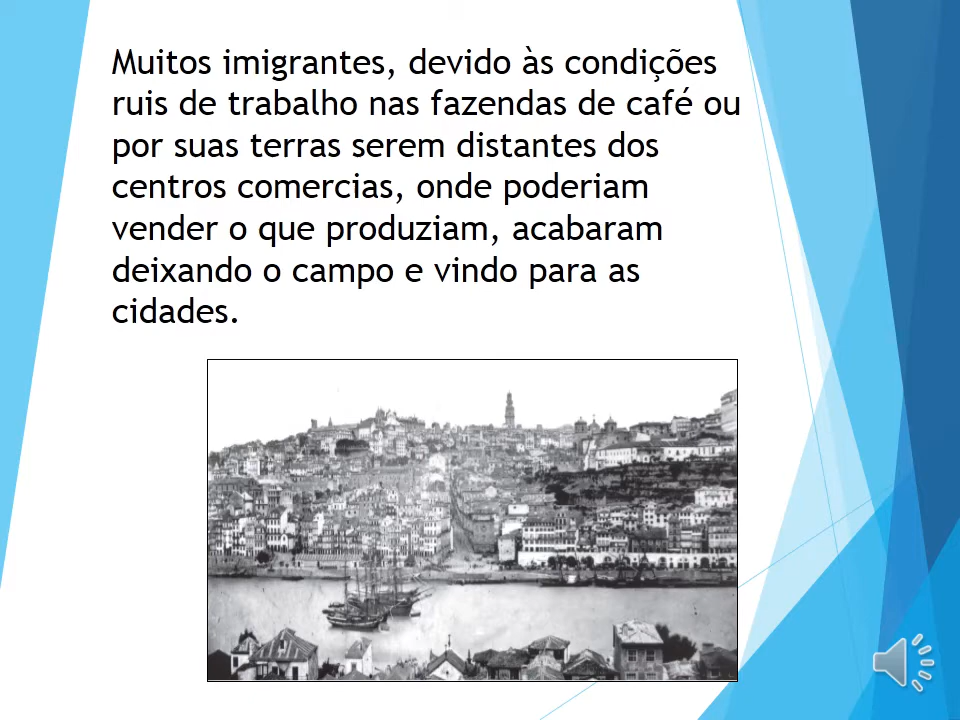 Muitos imigrantes, devido às condições
ruis de trabalho nas fazendas de café ou
por suas terras serem distantes dos
centros comercias, onde poderiam
vender o que produziam, acabaram
deixando o campo e vindo para as
cidades.